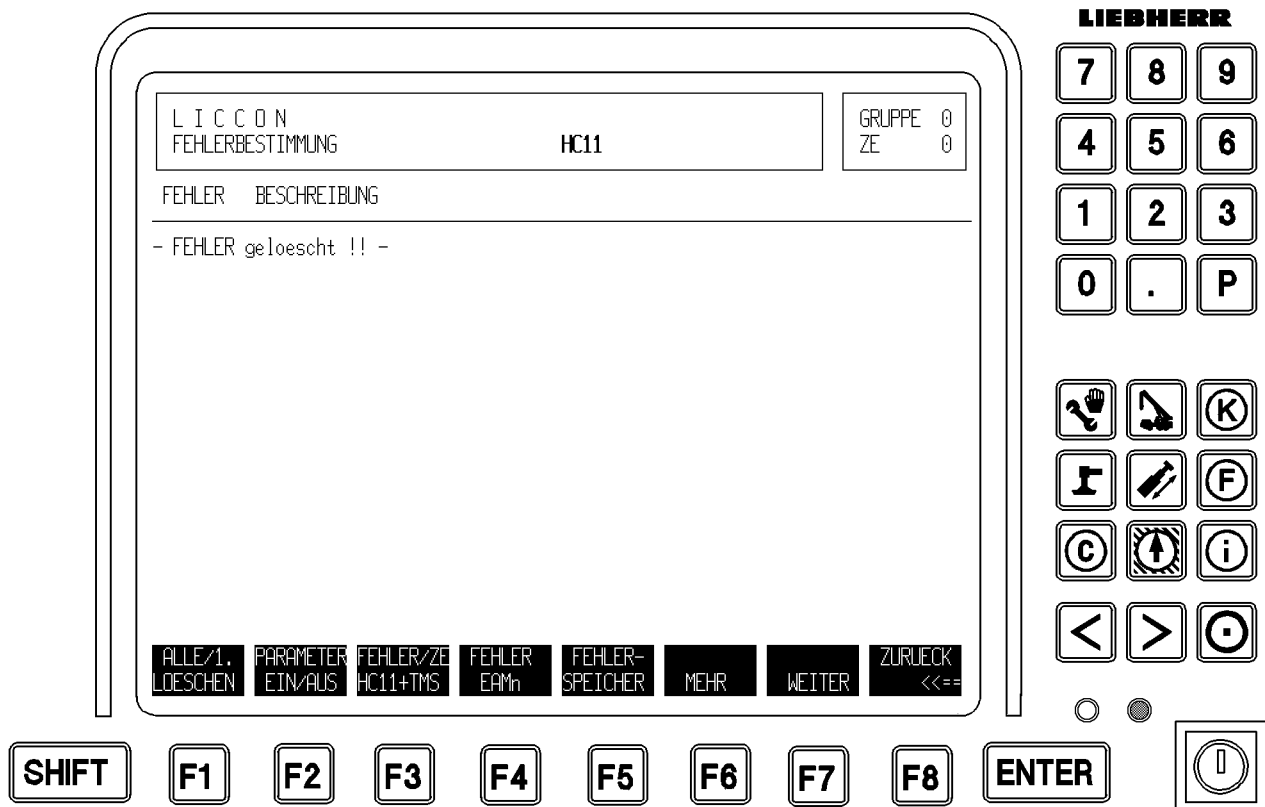 LIEBHERR
L I C C O N
FEHLERBESTIMMUNG HC11
GRUPPE 0
ZE 0
FEHLER BESCHREIBUNG
- FEHLER geloescht !! -
ALLE/1.
LOESCHEN
PARAMETER
EIN/AUS
FEHLER/ZE
HC11+TMS
FEHLER
EAMn
FEHLER-
SPEICHER
MEHR
WEITER
ZURUECK
<<==
7 8 9
4 5 6
1 2 3
0 . P
K
F
C i
< >
SHIFT F1 F2 F3 F4 F5 F6 F7 F8 ENTER